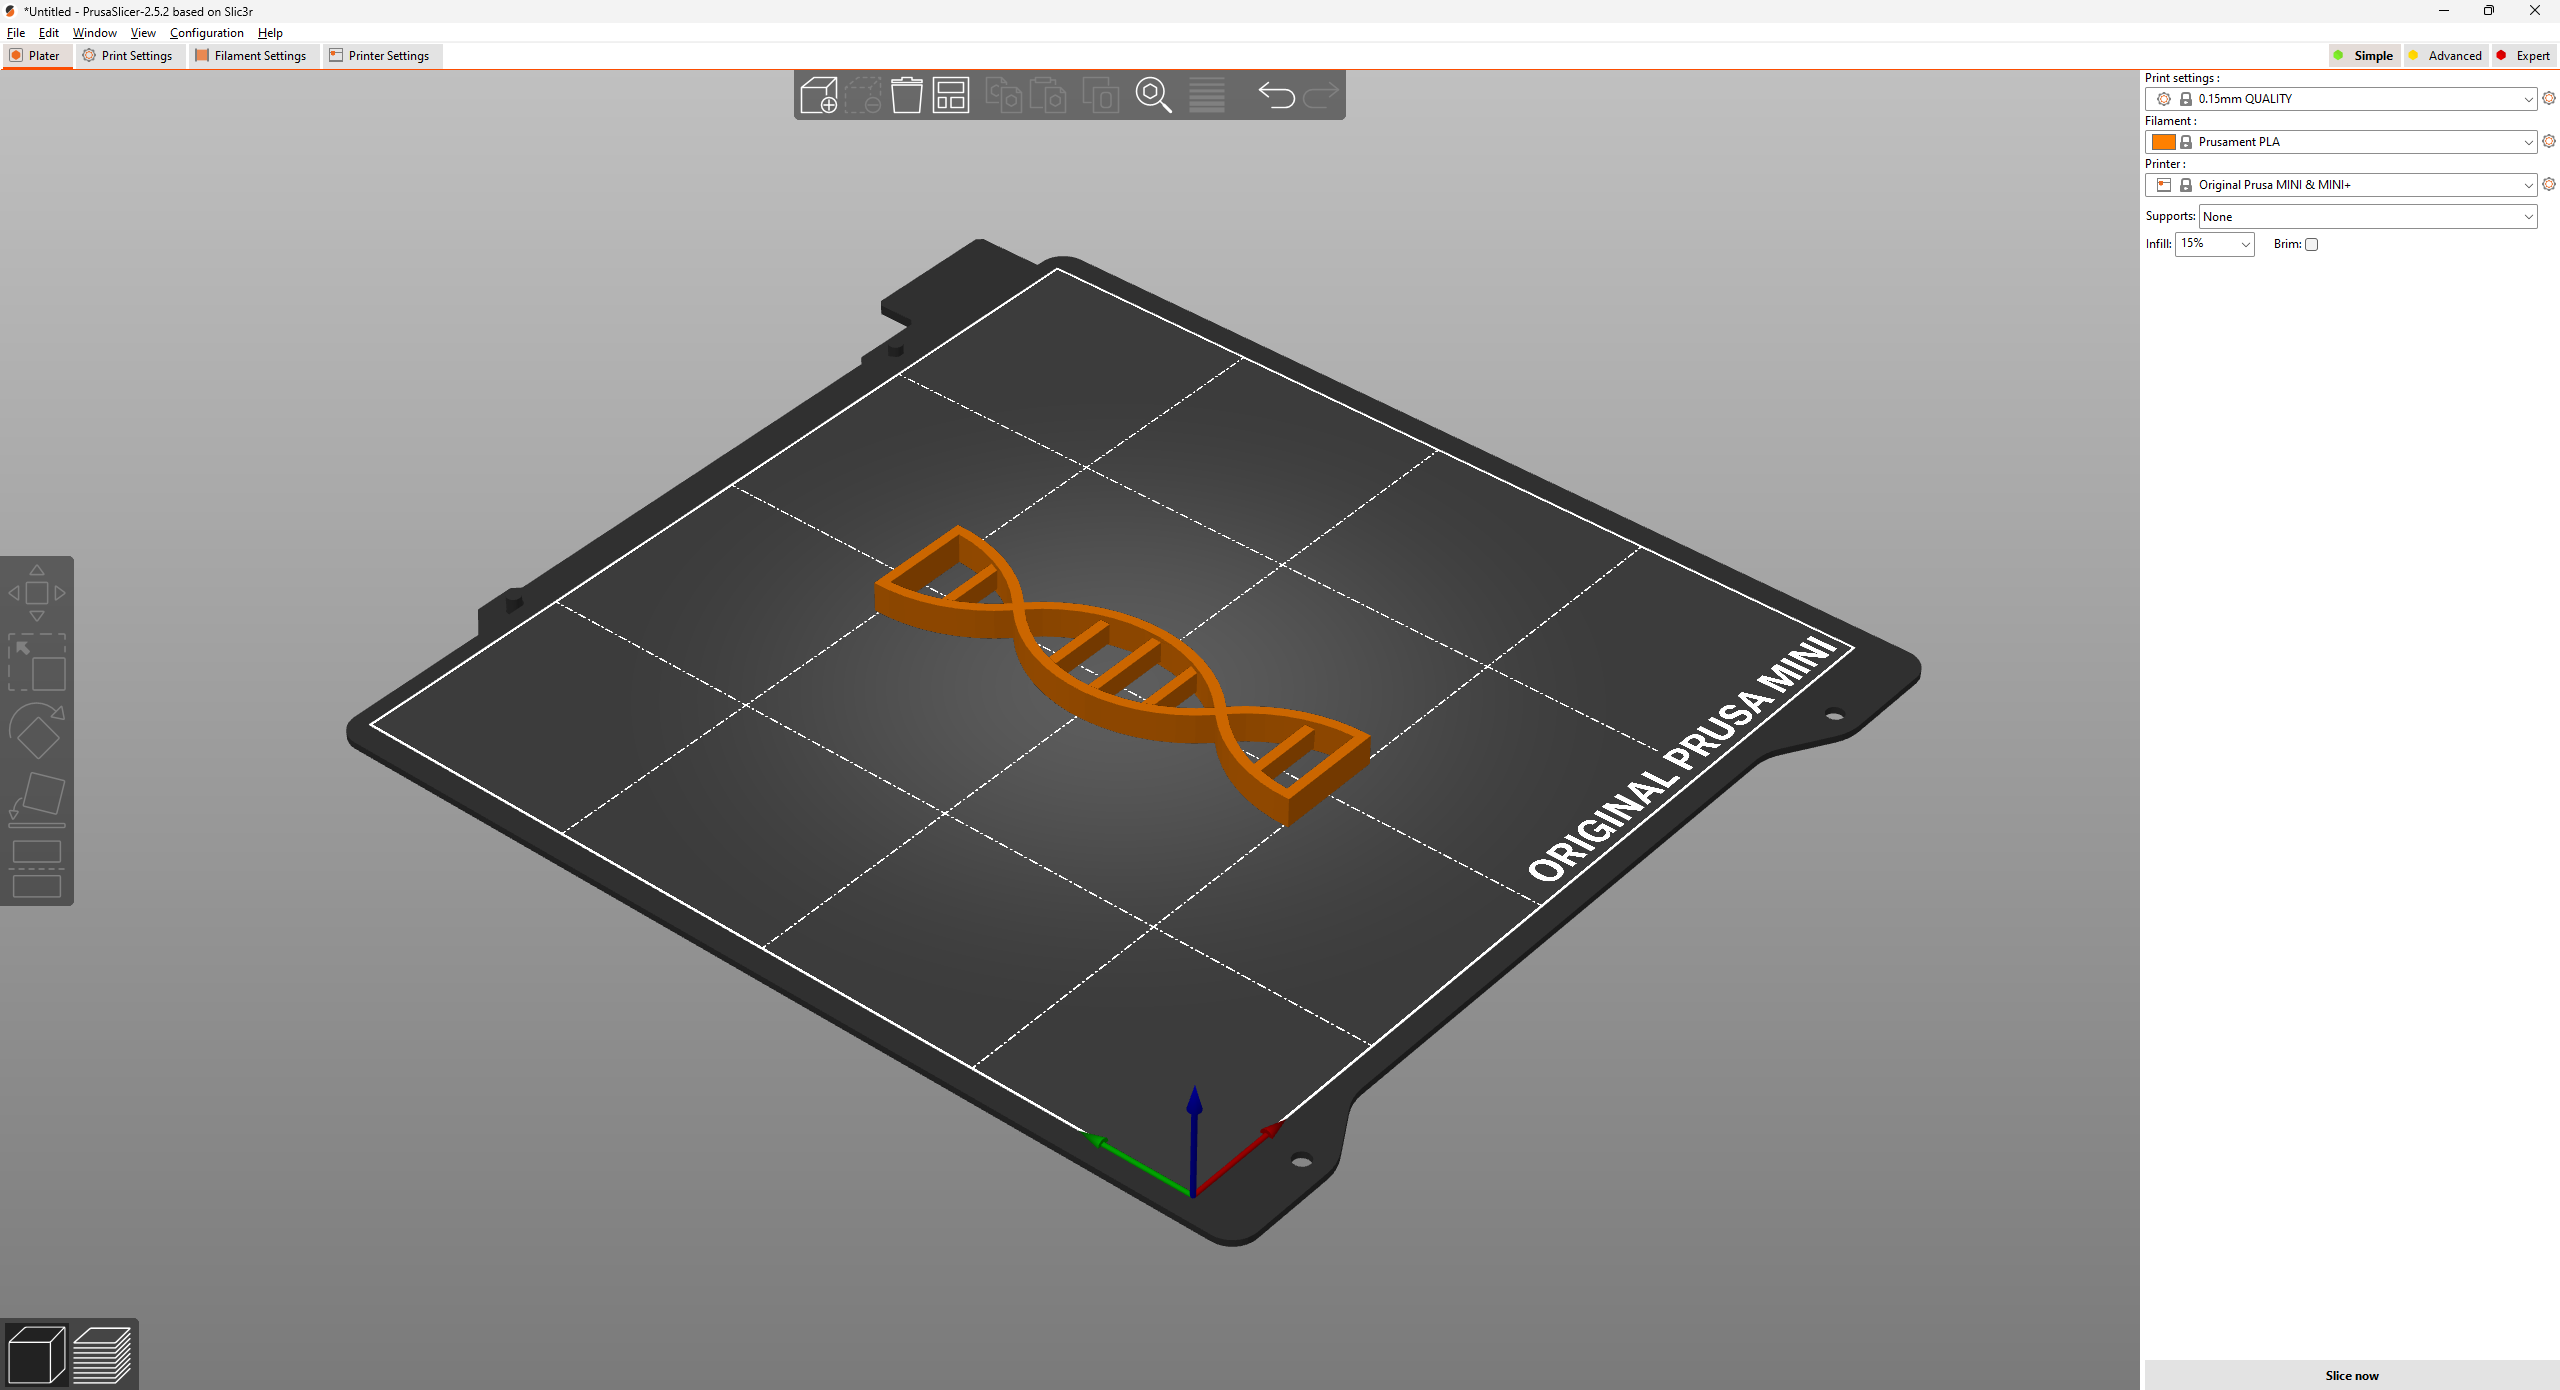 *Untitled - PrusaSlicer-2.5.2 based on Slic3r
File Edit Window View Configuration Help
Plater Print Settings Filament Settings Printer Settings Simple Advanced Expert
Print settings :
0.15mm QUALITY
Filament :
Prusament PLA
Printer :
Original Prusa MINI & MINI+
Supports: None
Infill: 15% Brim:
ORIGINAL PRUSA MINI
Slice now